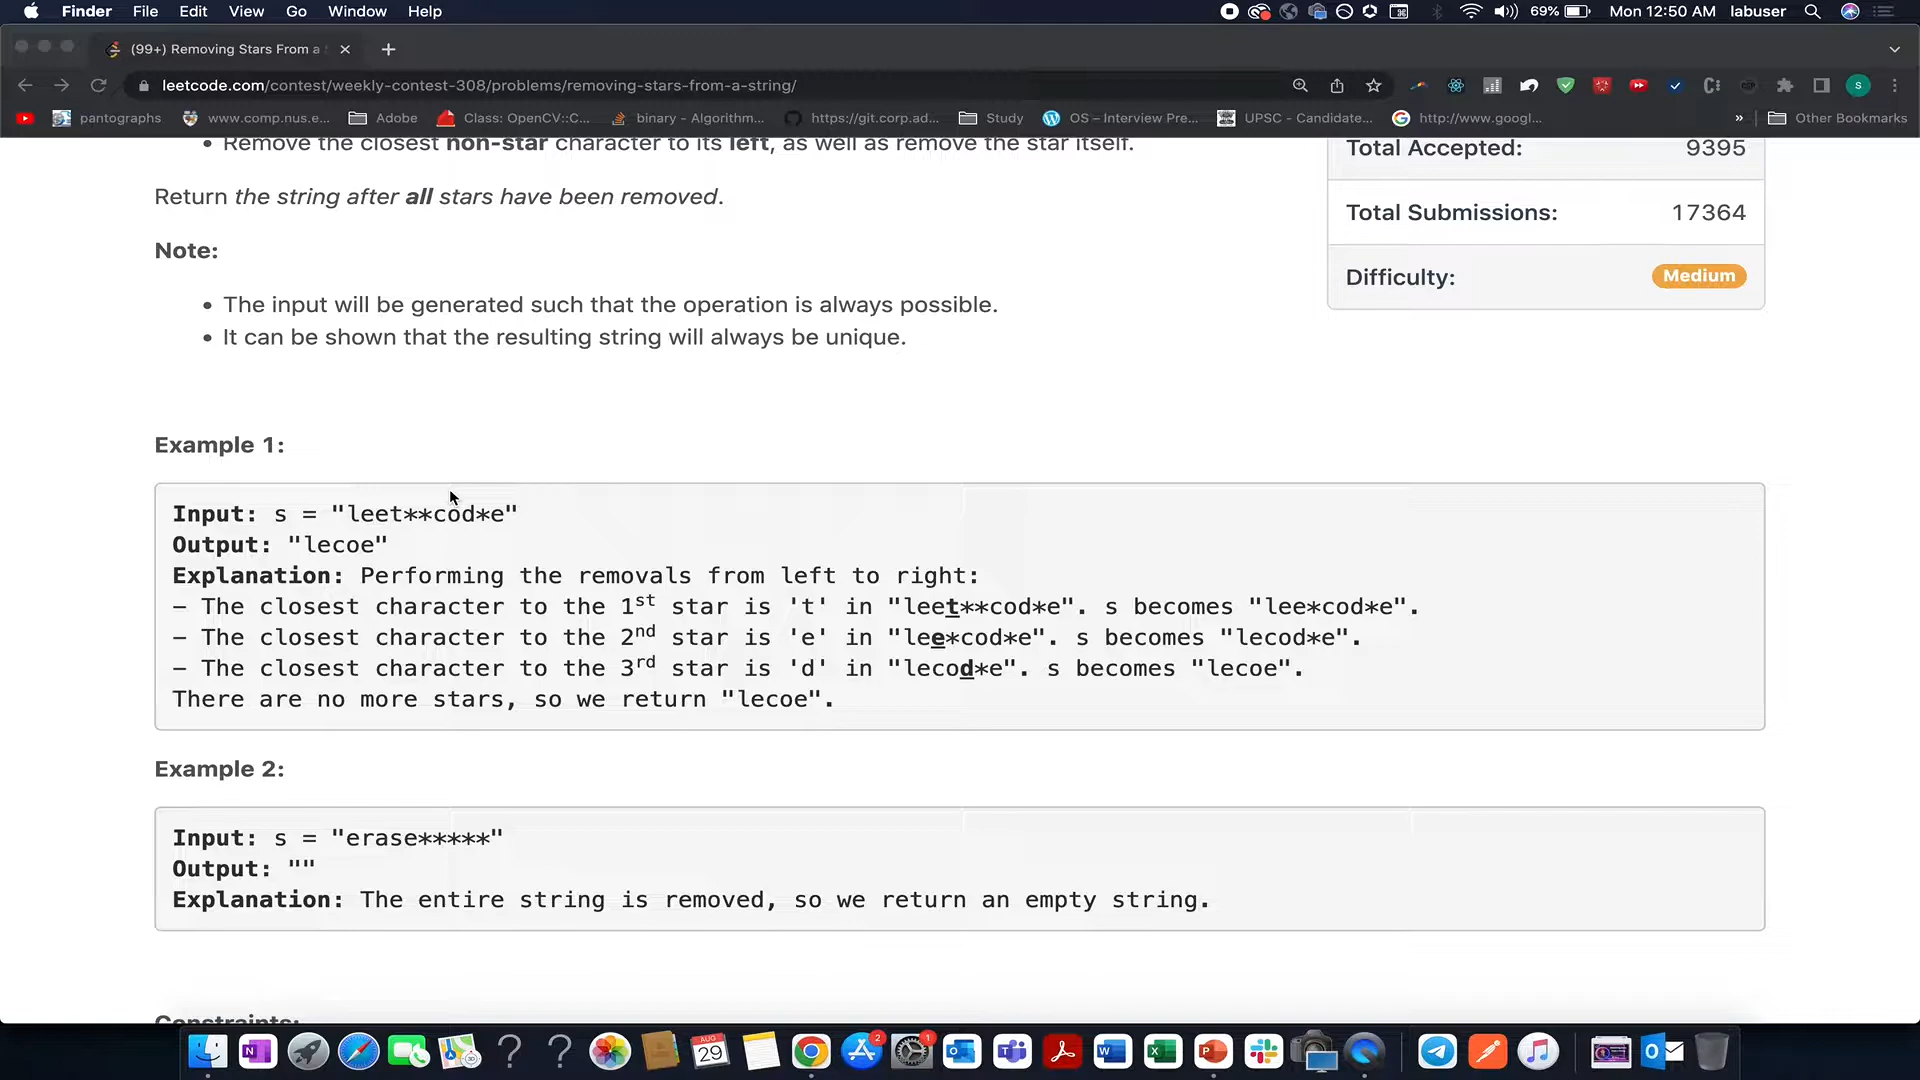 Finder File Edit View Go Window Help 69% Mon 12:50 AM labuser
(99+) Removing Stars From a
leetcode.com/contest/weekly-contest-308/problems/removing-stars-from-a-string/
pantographs www.comp.nus.e... Adobe Class: OpenCV::C... binary - Algorithm... https://git.corp.ad... Study OS – Interview Pre... UPSC - Candidate... http://www.googl... » Other Bookmarks
• Remove the closest non-star character to its left, as well as remove the star itself.
Return the string after all stars have been removed.
Note:
• The input will be generated such that the operation is always possible.
• It can be shown that the resulting string will always be unique.
Total Accepted: 9395
Total Submissions: 17364
Difficulty: Medium
Example 1:
Input: s = "leet**cod*e"
Output: "lecoe"
Explanation: Performing the removals from left to right:
- The closest character to the 1st star is 't' in "leet**cod*e". s becomes "lee*cod*e".
- The closest character to the 2nd star is 'e' in "lee*cod*e". s becomes "lecod*e".
- The closest character to the 3rd star is 'd' in "lecod*e". s becomes "lecoe".
There are no more stars, so we return "lecoe".
Example 2:
Input: s = "erase*****"
Output: ""
Explanation: The entire string is removed, so we return an empty string.
Constraints:
AUG
29
2
1